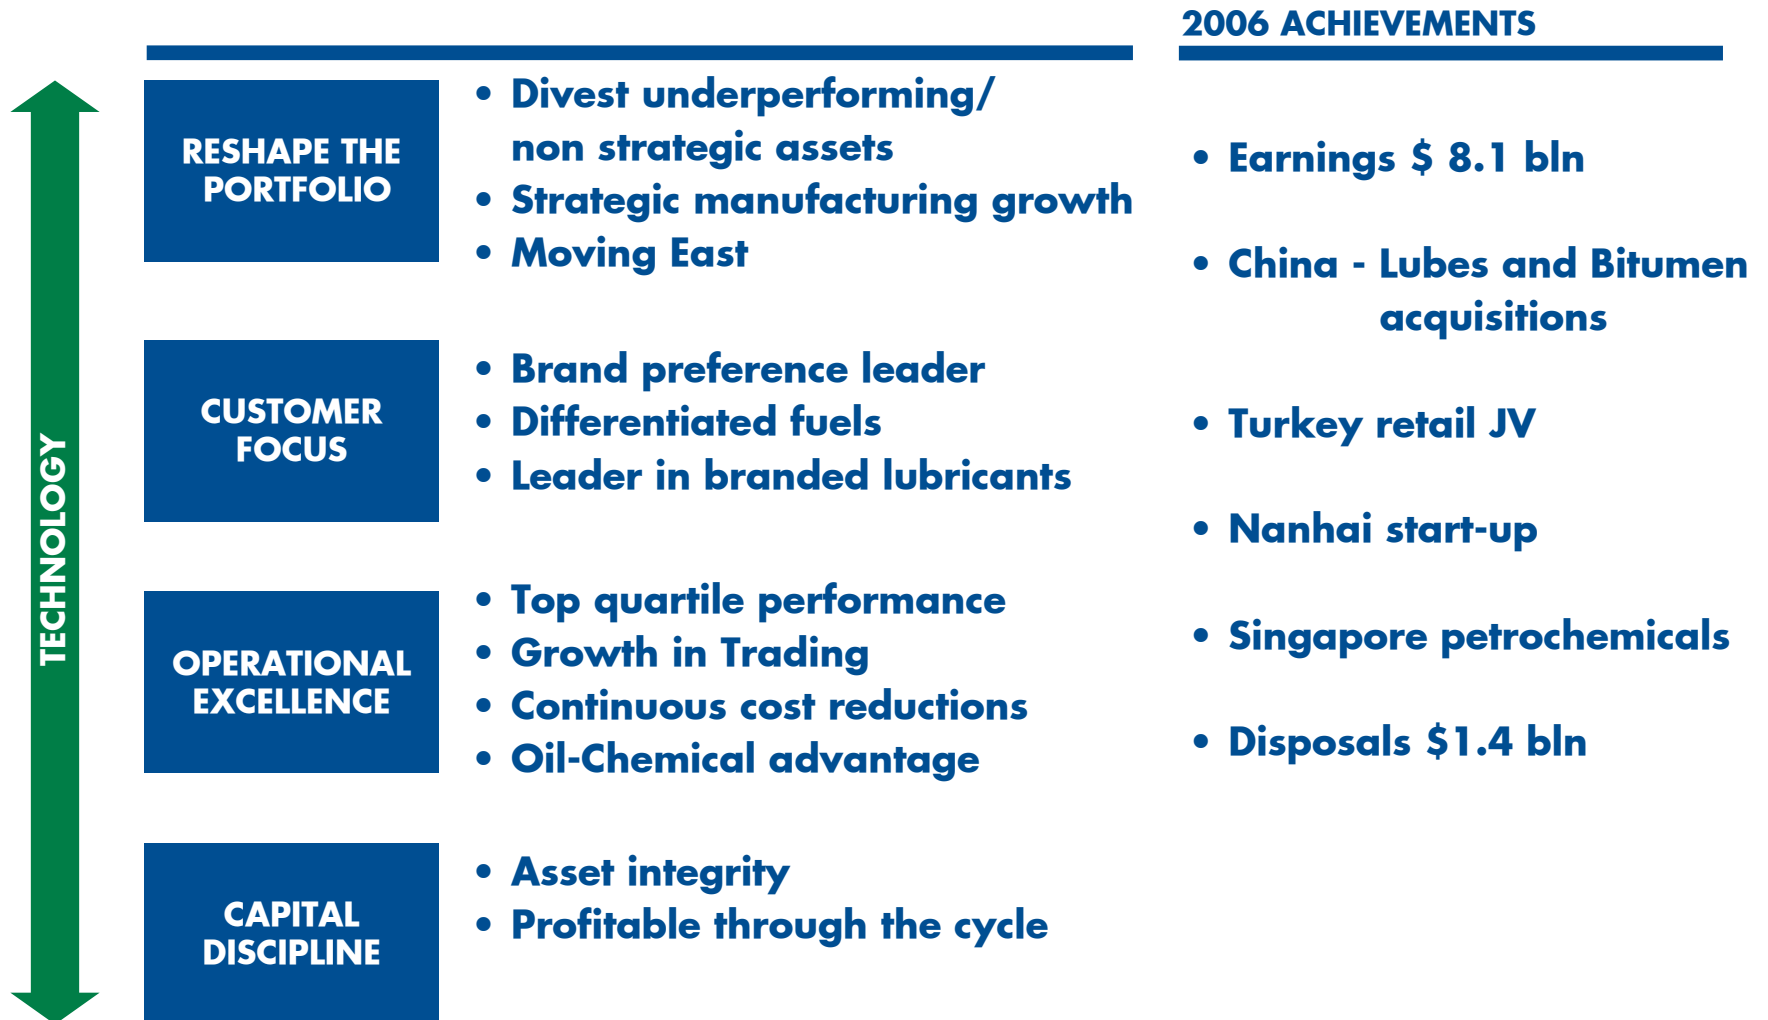 2006 ACHIEVEMENTS
TECHNOLOGY
RESHAPE THE
PORTFOLIO
• Divest underperforming/
non strategic assets
• Strategic manufacturing growth
• Moving East
CUSTOMER
FOCUS
• Brand preference leader
• Differentiated fuels
• Leader in branded lubricants
OPERATIONAL
EXCELLENCE
• Top quartile performance
• Growth in Trading
• Continuous cost reductions
• Oil-Chemical advantage
CAPITAL
DISCIPLINE
• Asset integrity
• Profitable through the cycle
• Earnings $ 8.1 bln
• China - Lubes and Bitumen
acquisitions
• Turkey retail JV
• Nanhai start-up
• Singapore petrochemicals
• Disposals $1.4 bln